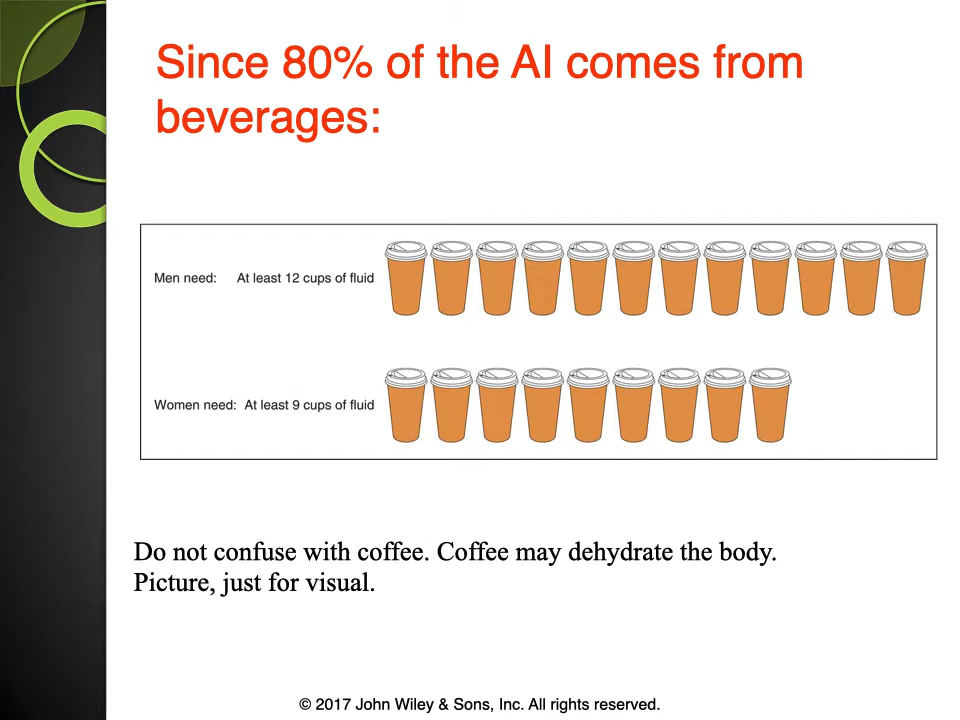 Since 80% of the AI comes from
beverages:
Men need: At least 12 cups of fluid
Women need: At least 9 cups of fluid
Do not confuse with coffee. Coffee may dehydrate the body.
Picture, just for visual.
© 2017 John Wiley & Sons, Inc. All rights reserved.